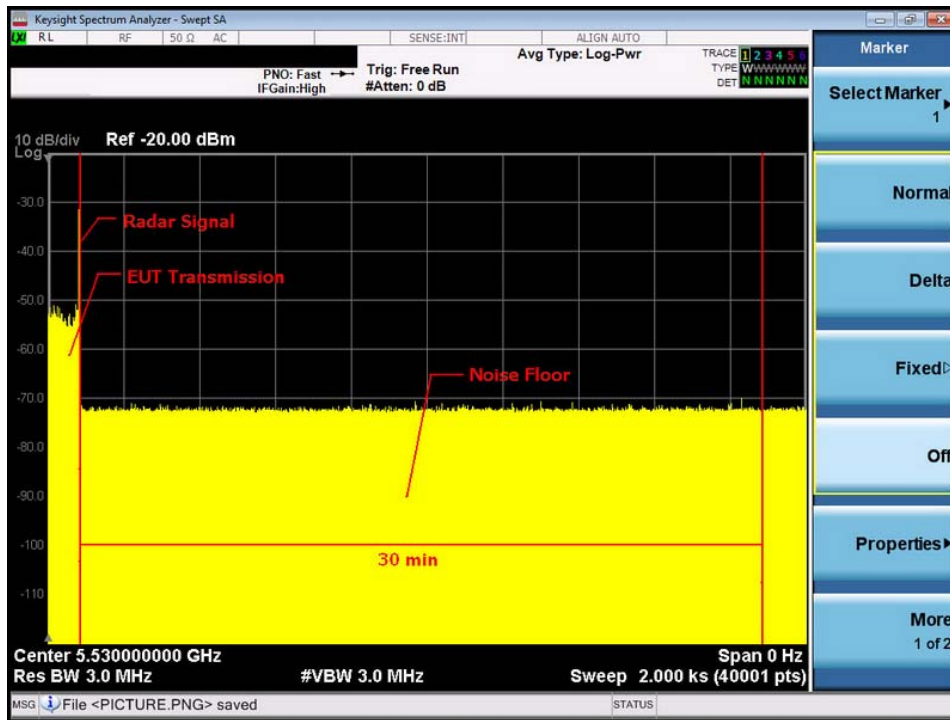 Keysight Spectrum Analyzer - Swept SA
LXI RL RF 50 Ω AC SENSE:INT ALIGN AUTO
PNO: Fast
IFGain:High
Trig: Free Run
#Atten: 0 dB
Avg Type: Log-Pwr
TRACE 1 2 3 4 5 6
TYPE WWWWWW
DET N N N N N N
10 dB/div
Log
Ref -20.00 dBm
-30.0
-40.0
-50.0
-60.0
-70.0
-80.0
-90.0
-100
-110
Radar Signal
EUT Transmission
Noise Floor
30 min
Center 5.530000000 GHz
Span 0 Hz
Res BW 3.0 MHz
#VBW 3.0 MHz
Sweep 2.000 ks (40001 pts)
MSG File <PICTURE.PNG> saved
STATUS
Marker
Select Marker
1
Normal
Delta
Fixed
Off
Properties
More
1 of 2